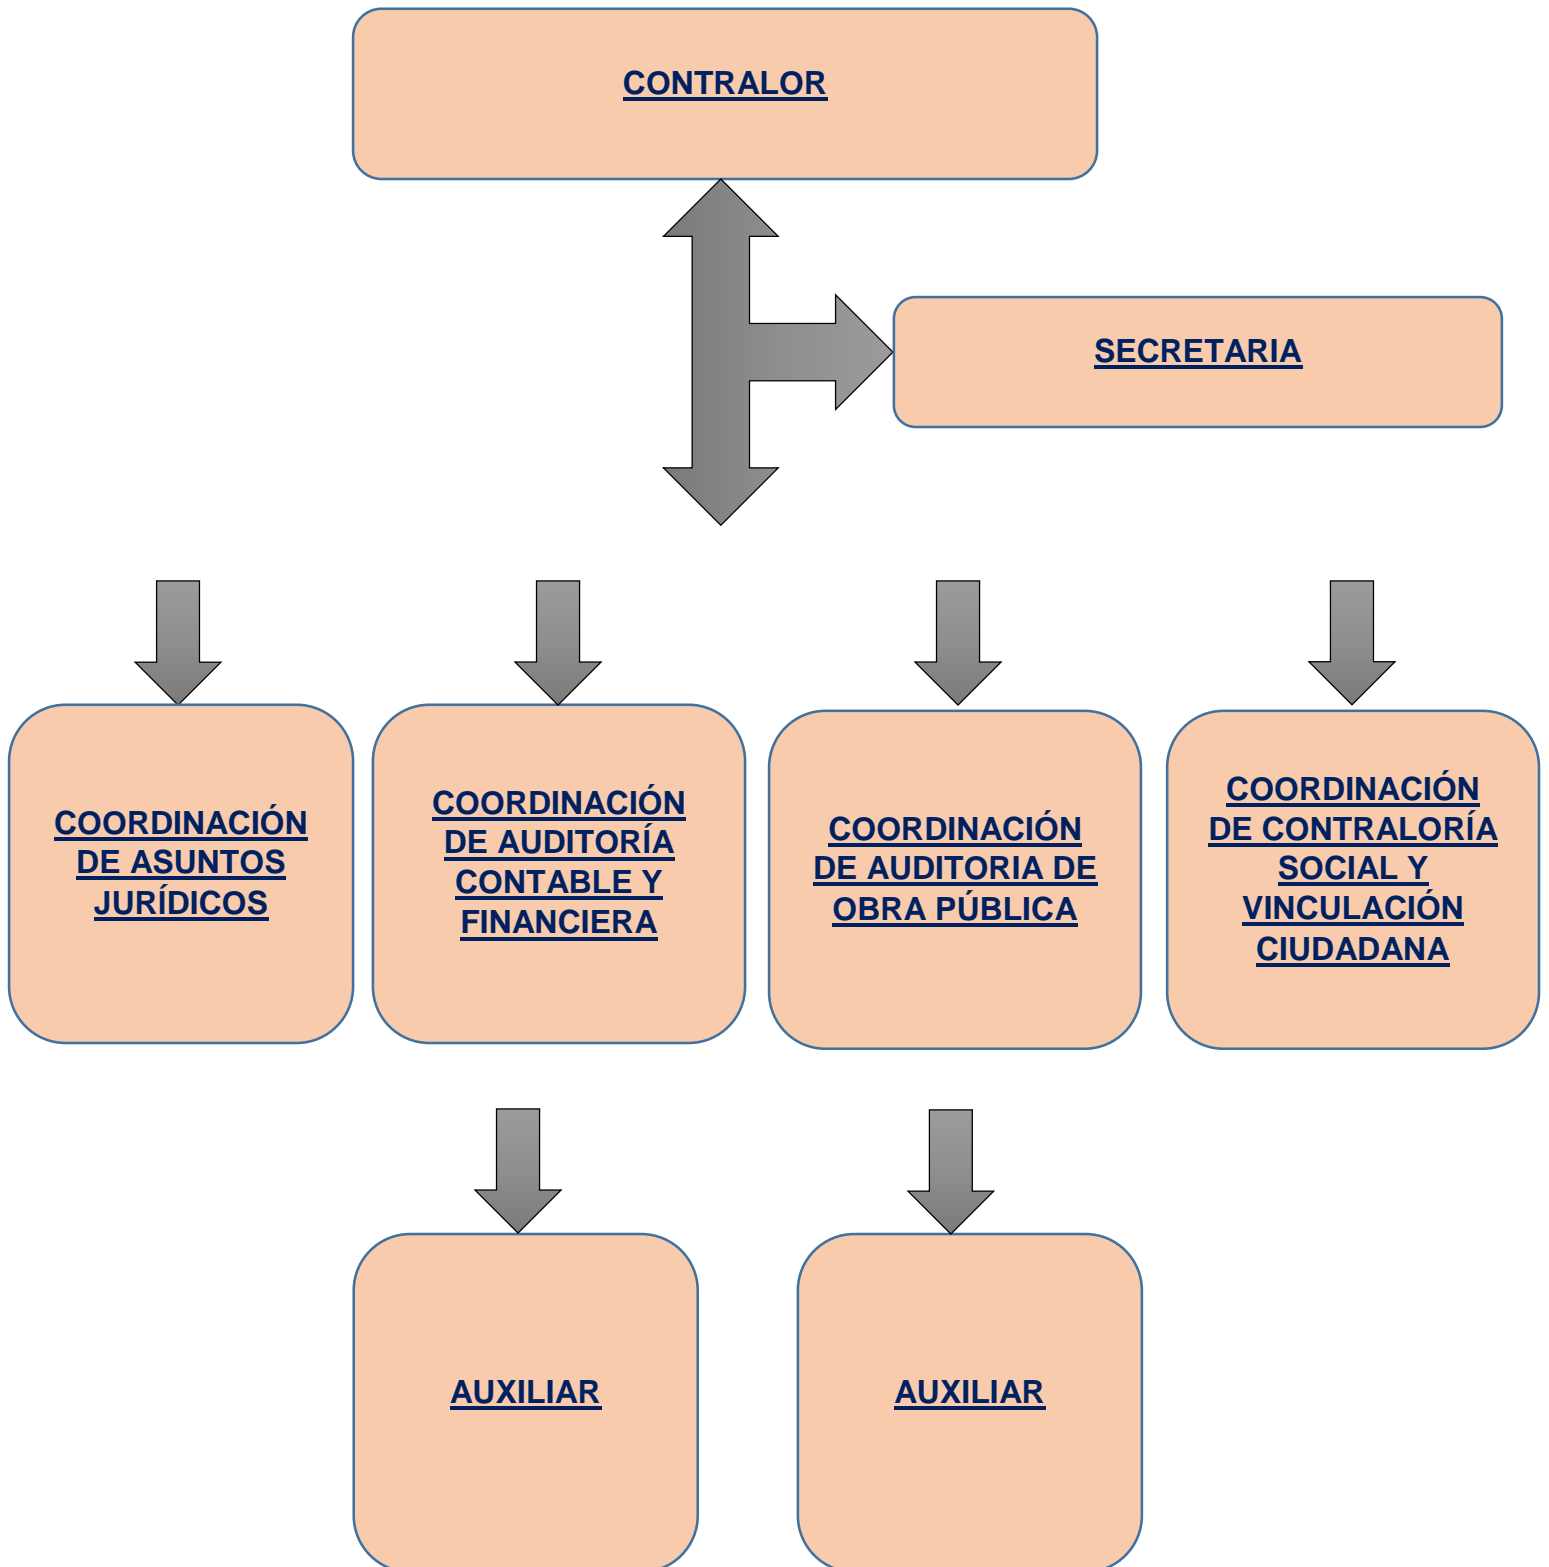 CONTRALOR
SECRETARIA
COORDINACIÓN
DE ASUNTOS
JURÍDICOS
COORDINACIÓN
DE AUDITORÍA
CONTABLE Y
FINANCIERA
COORDINACIÓN
DE AUDITORIA DE
OBRA PÚBLICA
COORDINACIÓN
DE CONTRALORÍA
SOCIAL Y
VINCULACIÓN
CIUDADANA
AUXILIAR
AUXILIAR